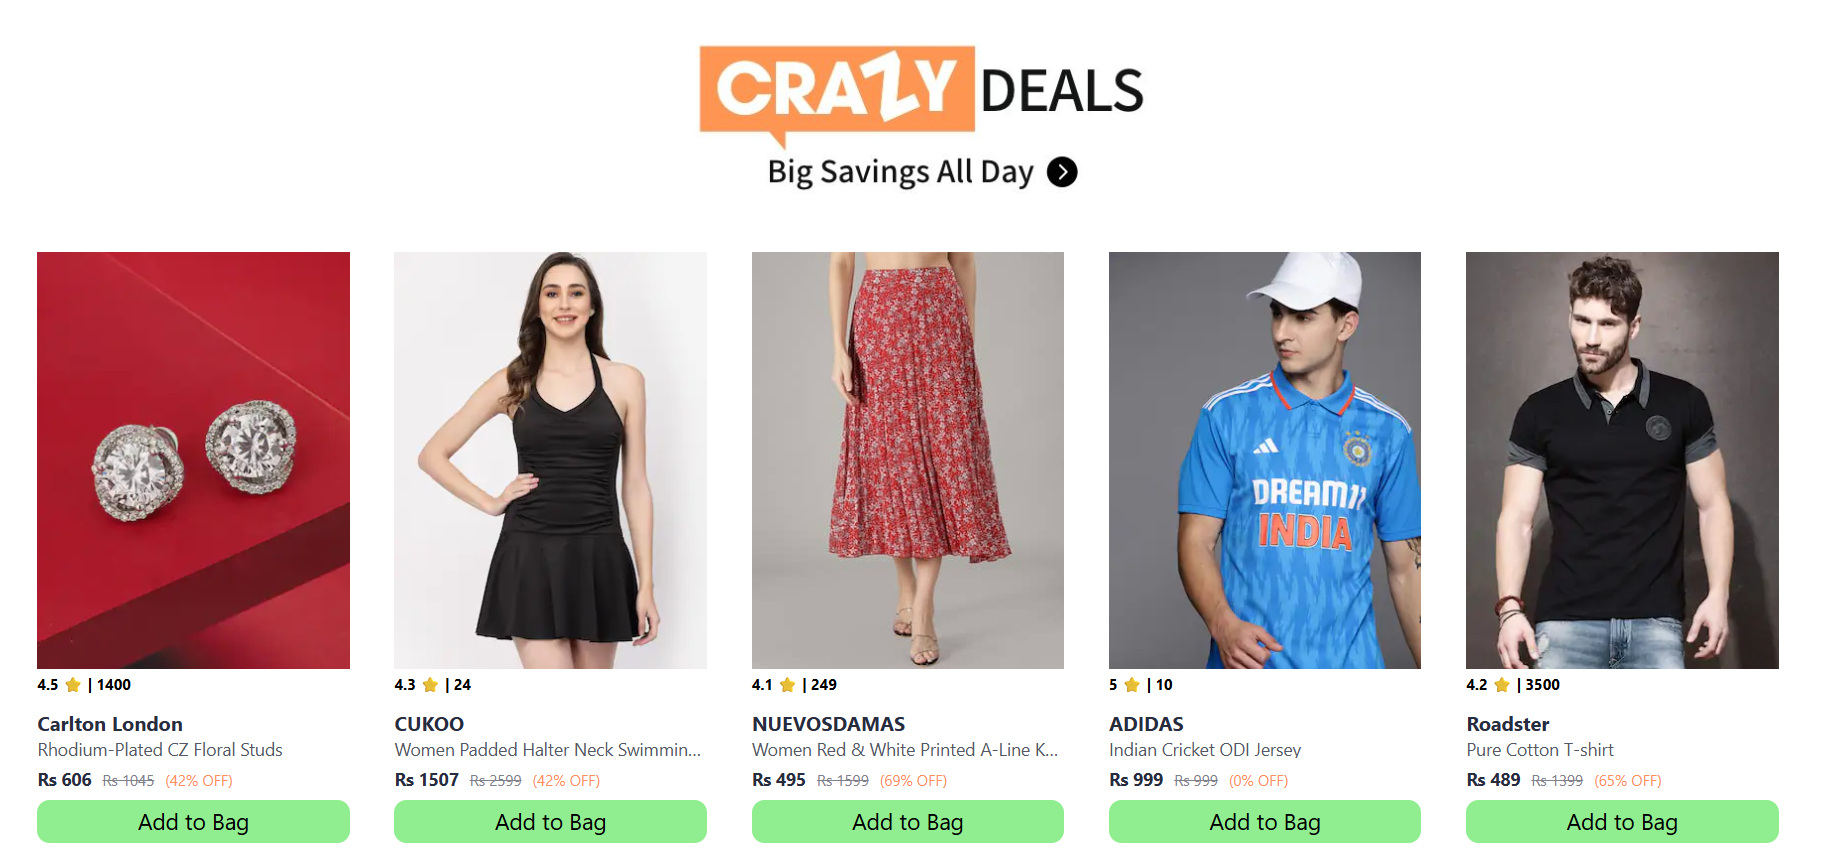 CRAZY DEALS
Big Savings All Day
DREAM11
INDIA
4.5 | 1400
Carlton London
Rhodium-Plated CZ Floral Studs
Rs 606 Rs 1045 (42% OFF)
Add to Bag
4.3 | 24
CUKOO
Women Padded Halter Neck Swimmin...
Rs 1507 Rs 2599 (42% OFF)
Add to Bag
4.1 | 249
NUEVOSDAMAS
Women Red & White Printed A-Line K...
Rs 495 Rs 1599 (69% OFF)
Add to Bag
5 | 10
ADIDAS
Indian Cricket ODI Jersey
Rs 999 Rs 999 (0% OFF)
Add to Bag
4.2 | 3500
Roadster
Pure Cotton T-shirt
Rs 489 Rs 1399 (65% OFF)
Add to Bag